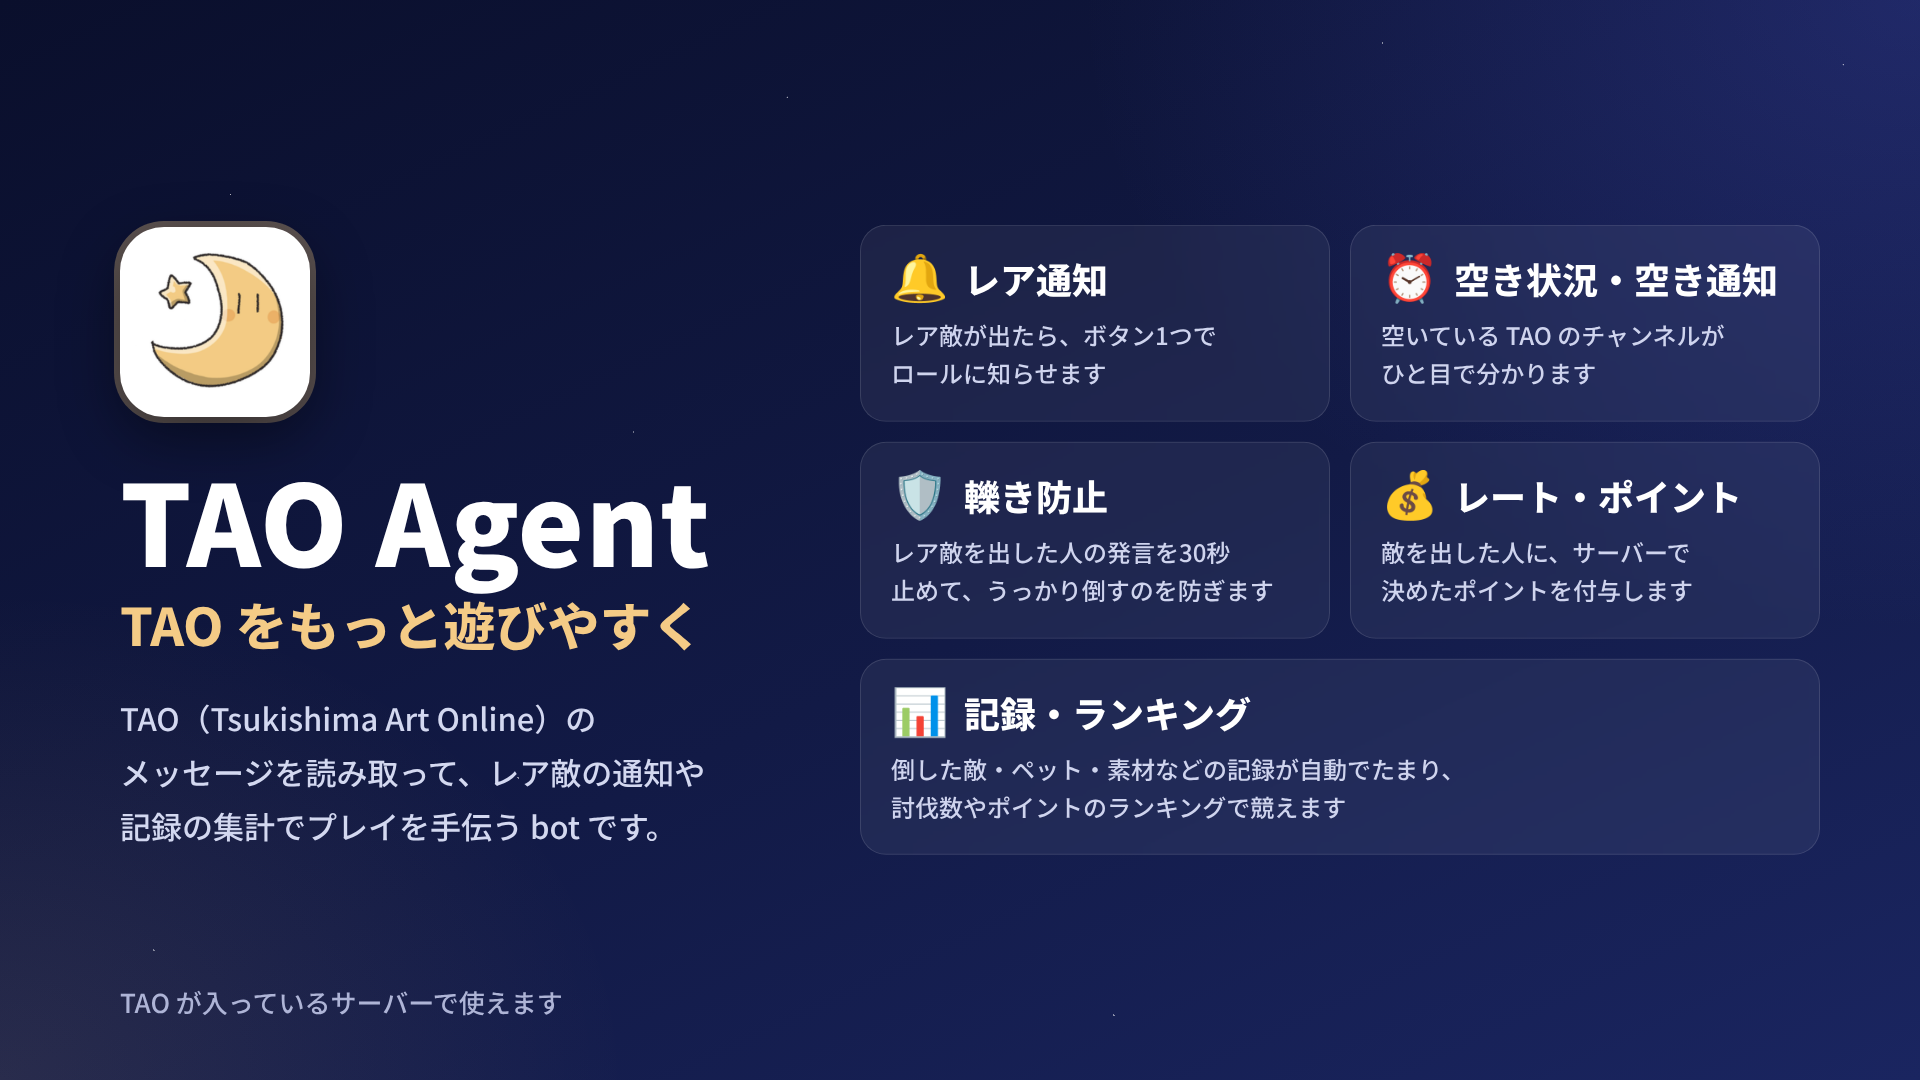 TAO Agent
TAO をもっと遊びやすく
TAO（Tsukishima Art Online）の
メッセージを読み取って、レア敵の通知や
記録の集計でプレイを手伝う bot です。
TAO が入っているサーバーで使えます
レア通知
レア敵が出たら、ボタン1つで
ロールに知らせます
空き状況・空き通知
空いている TAO のチャンネルが
ひと目で分かります
轢き防止
レア敵を出した人の発言を30秒
止めて、うっかり倒すのを防ぎます
レート・ポイント
敵を出した人に、サーバーで
決めたポイントを付与します
記録・ランキング
倒した敵・ペット・素材などの記録が自動でたまり、
討伐数やポイントのランキングで競えます